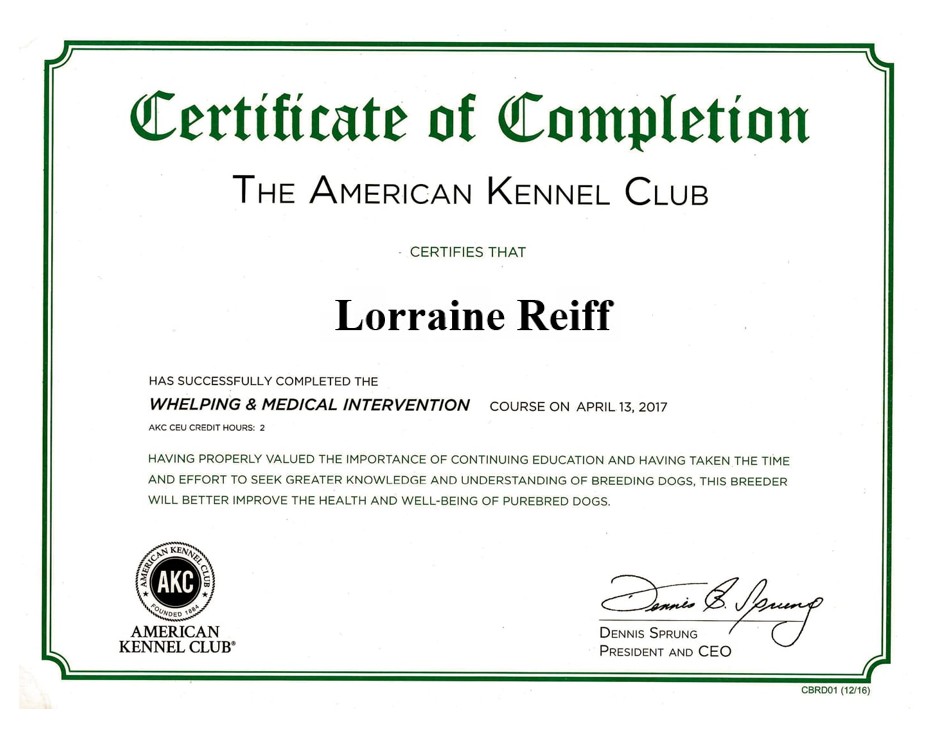 Certificate of Completion
THE AMERICAN KENNEL CLUB
CERTIFIES THAT
Lorraine Reiff
HAS SUCCESSFULLY COMPLETED THE
WHELPING & MEDICAL INTERVENTION COURSE ON APRIL 13, 2017
AKC CEU CREDIT HOURS: 2
HAVING PROPERLY VALUED THE IMPORTANCE OF CONTINUING EDUCATION AND HAVING TAKEN THE TIME
AND EFFORT TO SEEK GREATER KNOWLEDGE AND UNDERSTANDING OF BREEDING DOGS, THIS BREEDER
WILL BETTER IMPROVE THE HEALTH AND WELL-BEING OF PUREBRED DOGS.
AMERICAN KENNEL CLUB
AKC
FOUNDED 1884
AMERICAN
KENNEL CLUB®
Dennis B. Sprung
DENNIS SPRUNG
PRESIDENT AND CEO
CBRD01 (12/16)